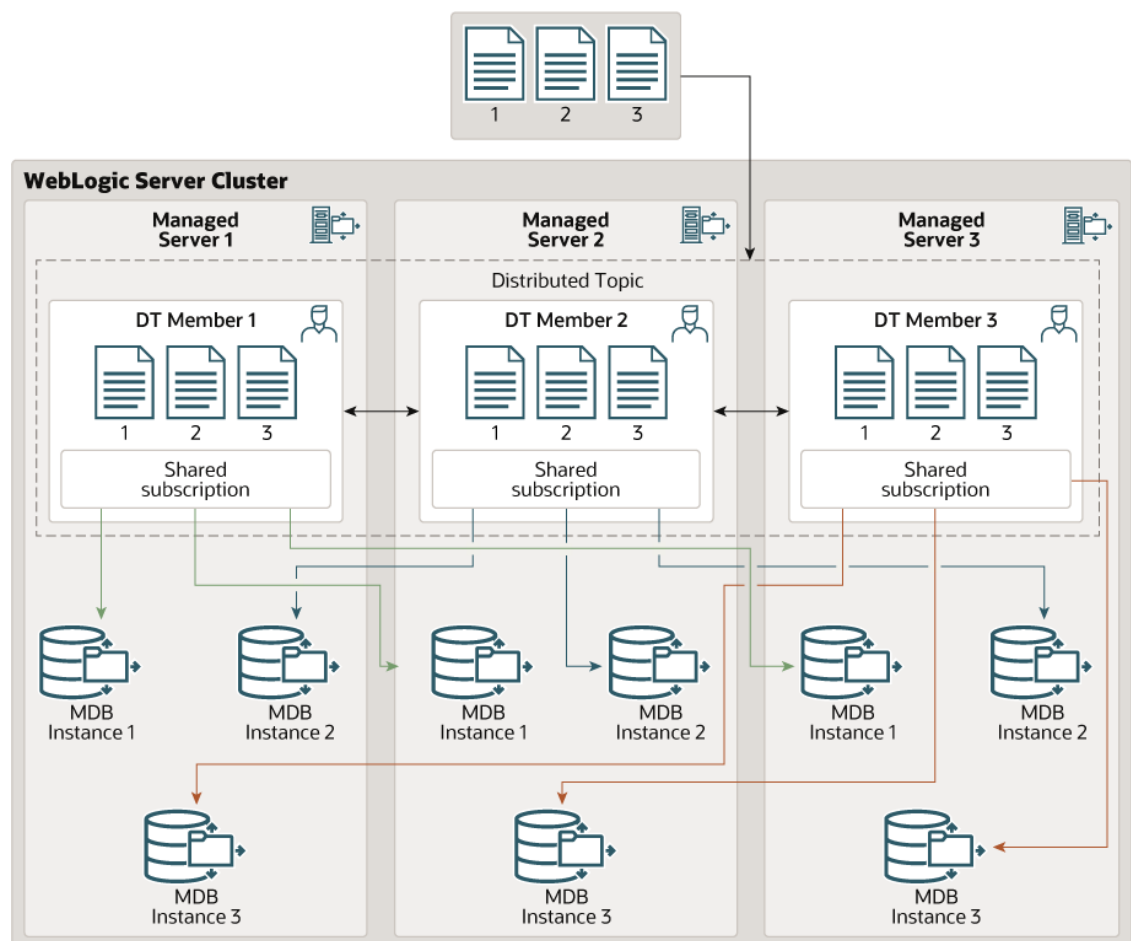 1 2 3
WebLogic Server Cluster
Managed
Server 1
Managed
Server 2
Managed
Server 3
Distributed Topic
DT Member 1
DT Member 2
DT Member 3
1 2 3
1 2 3
1 2 3
Shared
subscription
Shared
subscription
Shared
subscription
MDB
Instance 1
MDB
Instance 2
MDB
Instance 1
MDB
Instance 2
MDB
Instance 1
MDB
Instance 2
MDB
Instance 3
MDB
Instance 3
MDB
Instance 3